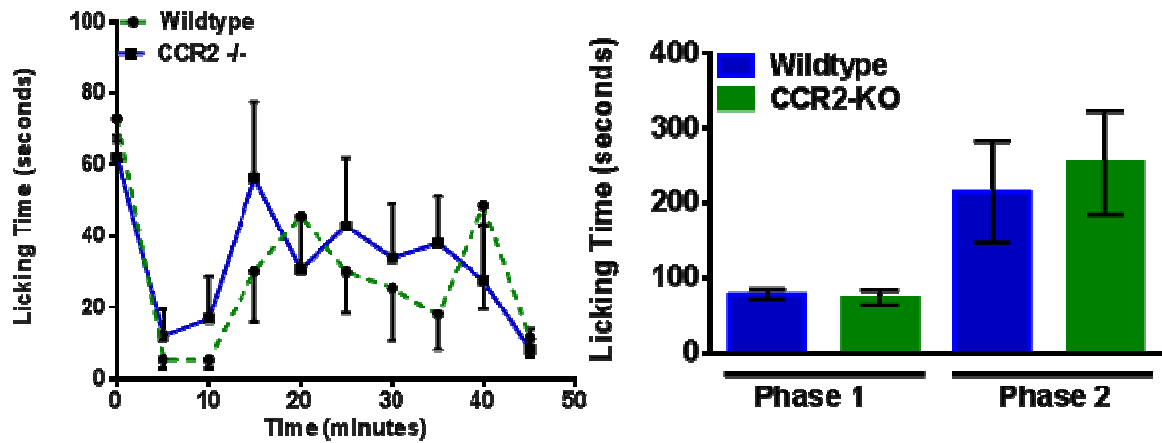 100
Wildtype
CCR2 -/-
80
60
40
20
0
0 10 20 30 40 50
Licking Time (seconds)
Time (minutes)
400
Wildtype
CCR2-KO
300
200
100
0
Licking Time (seconds)
Phase 1 Phase 2